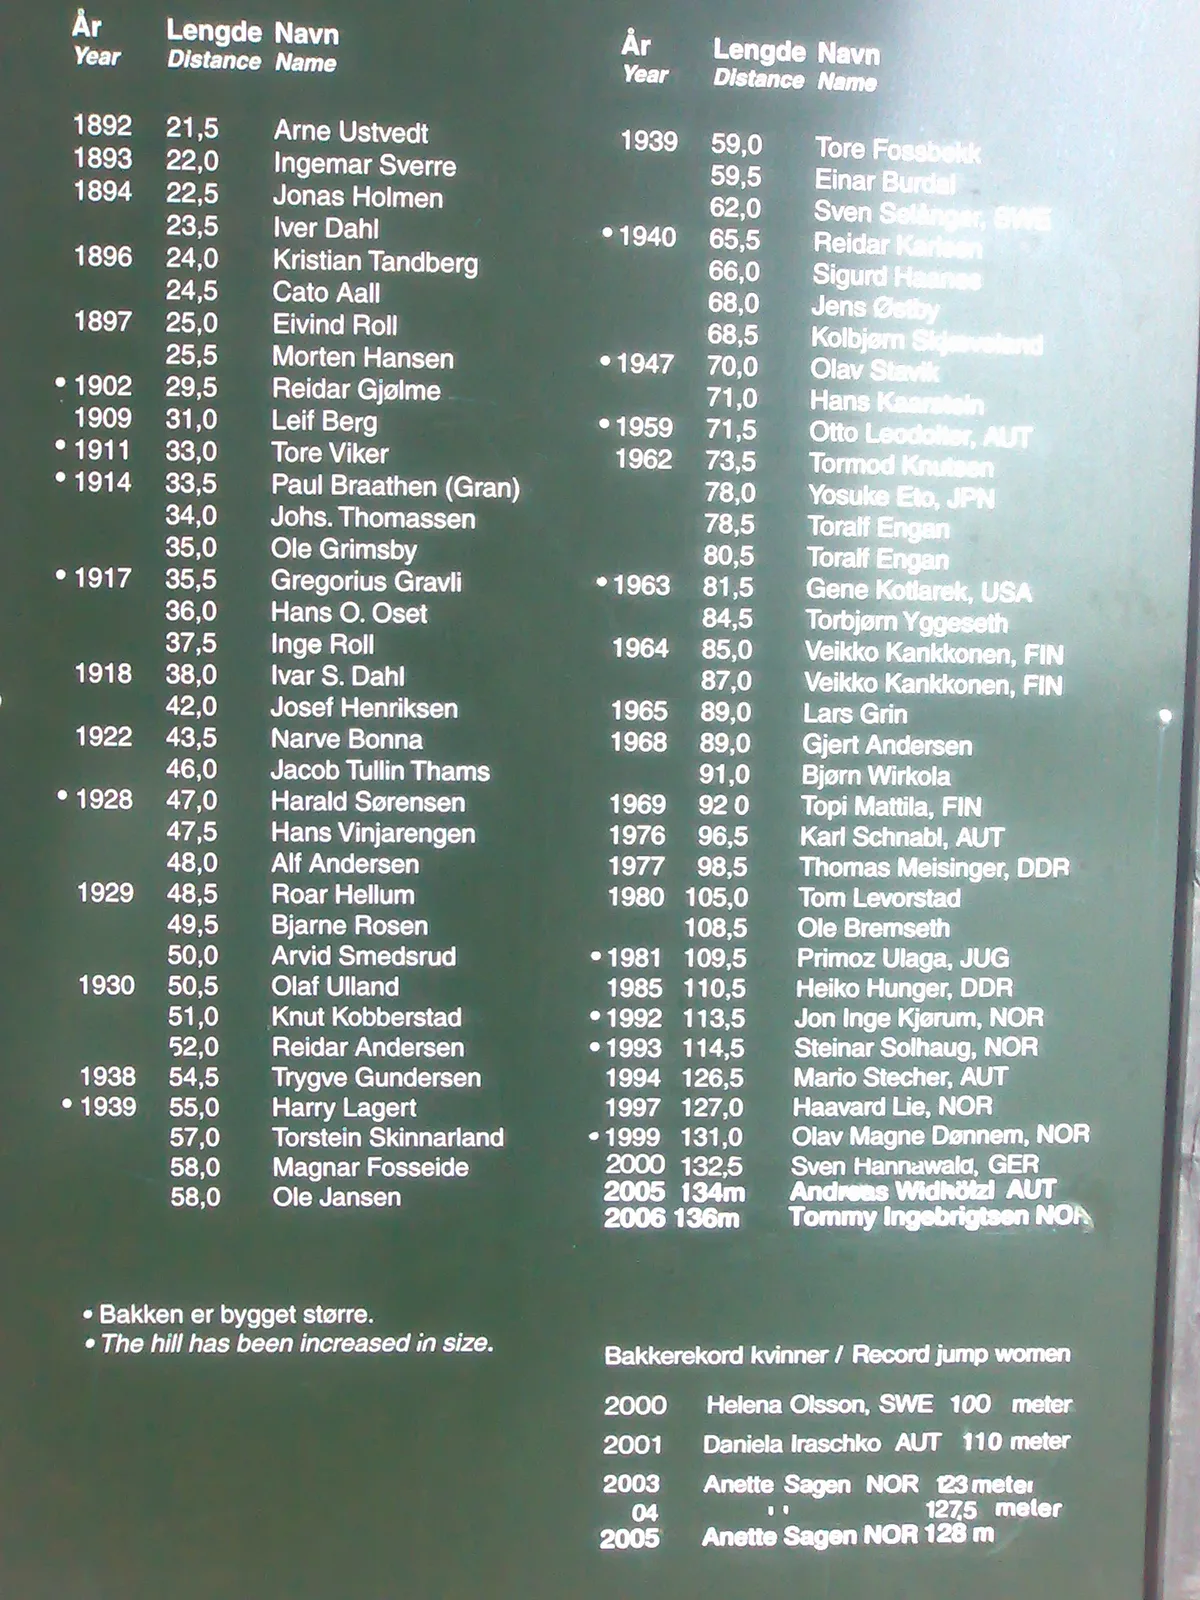 År Lengde Navn
Year Distance Name
1892 21,5 Arne Ustvedt
1893 22,0 Ingemar Sverre
1894 22,5 Jonas Holmen
23,5 Iver Dahl
1896 24,0 Kristian Tandberg
24,5 Cato Aall
1897 25,0 Eivind Roll
25,5 Morten Hansen
• 1902 29,5 Reidar Gjølme
1909 31,0 Leif Berg
• 1911 33,0 Tore Viker
• 1914 33,5 Paul Braathen (Gran)
34,0 Johs. Thomassen
35,0 Ole Grimsby
• 1917 35,5 Gregorius Gravli
36,0 Hans O. Oset
37,5 Inge Roll
1918 38,0 Ivar S. Dahl
42,0 Josef Henriksen
1922 43,5 Narve Bonna
46,0 Jacob Tullin Thams
• 1928 47,0 Harald Sørensen
47,5 Hans Vinjarengen
48,0 Alf Andersen
1929 48,5 Roar Hellum
49,5 Bjarne Rosen
50,0 Arvid Smedsrud
1930 50,5 Olaf Ulland
51,0 Knut Kobberstad
52,0 Reidar Andersen
1938 54,5 Trygve Gundersen
• 1939 55,0 Harry Lagert
57,0 Torstein Skinnarland
58,0 Magnar Fosseide
58,0 Ole Jansen
• Bakken er bygget større.
• The hill has been increased in size.
År Lengde Navn
Year Distance Name
1939 59,0 Tore Fossbekk
59,5 Einar Burdal
62,0 Sven Selånger, SWE
• 1940 65,5 Reidar Karlsen
66,0 Sigurd Haanes
68,0 Jens Østby
68,5 Kolbjørn Skjæveland
• 1947 70,0 Olav Stavik
71,0 Hans Kaarstein
• 1959 71,5 Otto Leodolter, AUT
1962 73,5 Tormod Knutsen
78,0 Yosuke Eto, JPN
78,5 Toralf Engan
80,5 Toralf Engan
• 1963 81,5 Gene Kotlarek, USA
84,5 Torbjørn Yggeseth
1964 85,0 Veikko Kankkonen, FIN
87,0 Veikko Kankkonen, FIN
1965 89,0 Lars Grin
1968 89,0 Gjert Andersen
91,0 Bjørn Wirkola
1969 92 0 Topi Mattila, FIN
1976 96,5 Karl Schnabl, AUT
1977 98,5 Thomas Meisinger, DDR
1980 105,0 Tom Levorstad
108,5 Ole Bremseth
• 1981 109,5 Primoz Ulaga, JUG
1985 110,5 Heiko Hunger, DDR
• 1992 113,5 Jon Inge Kjørum, NOR
• 1993 114,5 Steinar Solhaug, NOR
1994 126,5 Mario Stecher, AUT
1997 127,0 Haavard Lie, NOR
• 1999 131,0 Olav Magne Dønnem, NOR
2000 132,5 Sven Hannawald, GER
2005 134m Andreas Widhölzl AUT
2006 136m Tommy Ingebrigtsen NOR
Bakkerekord kvinner / Record jump women
2000 Helena Olsson, SWE 100 meter
2001 Daniela Iraschko AUT 110 meter
2003 Anette Sagen NOR 123 meter
04 ' ' 127,5 meter
2005 Anette Sagen NOR 128 m